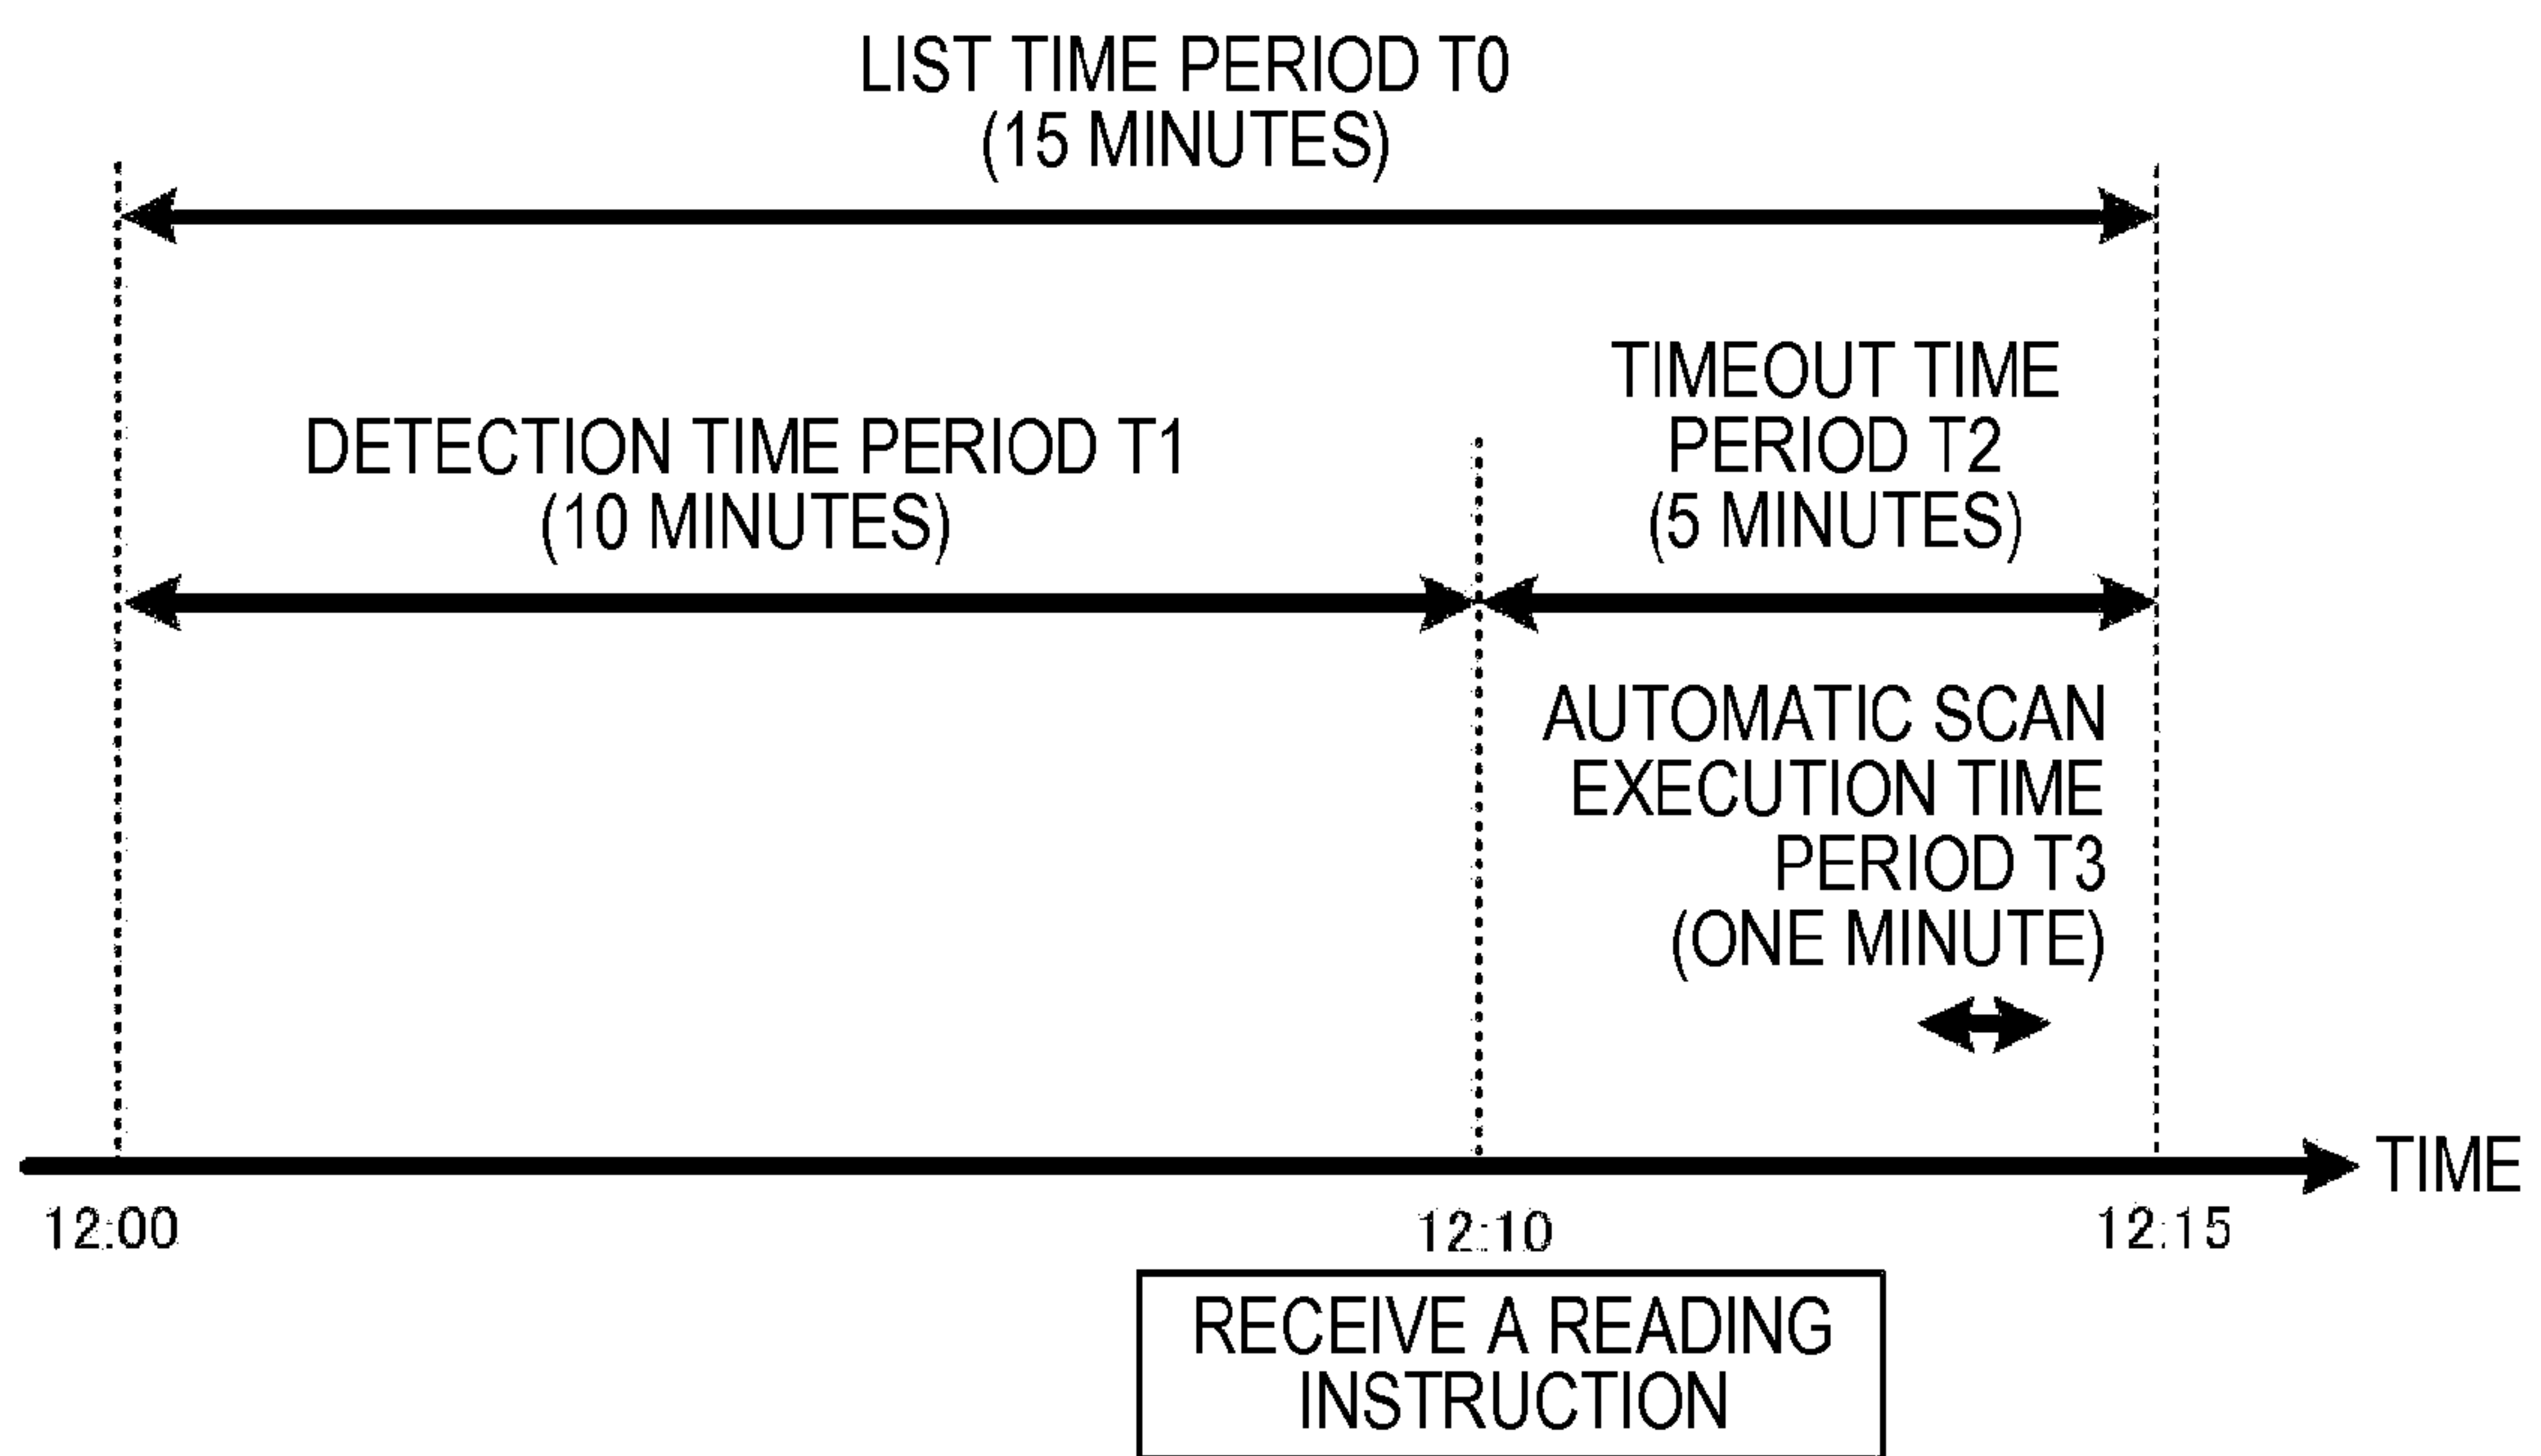 LIST TIME PERIOD T0
(15 MINUTES)
DETECTION TIME PERIOD T1
(10 MINUTES)
TIMEOUT TIME
PERIOD T2
(5 MINUTES)
AUTOMATIC SCAN
EXECUTION TIME
PERIOD T3
(ONE MINUTE)
TIME
12:00
12:10
12:15
RECEIVE A READING
INSTRUCTION